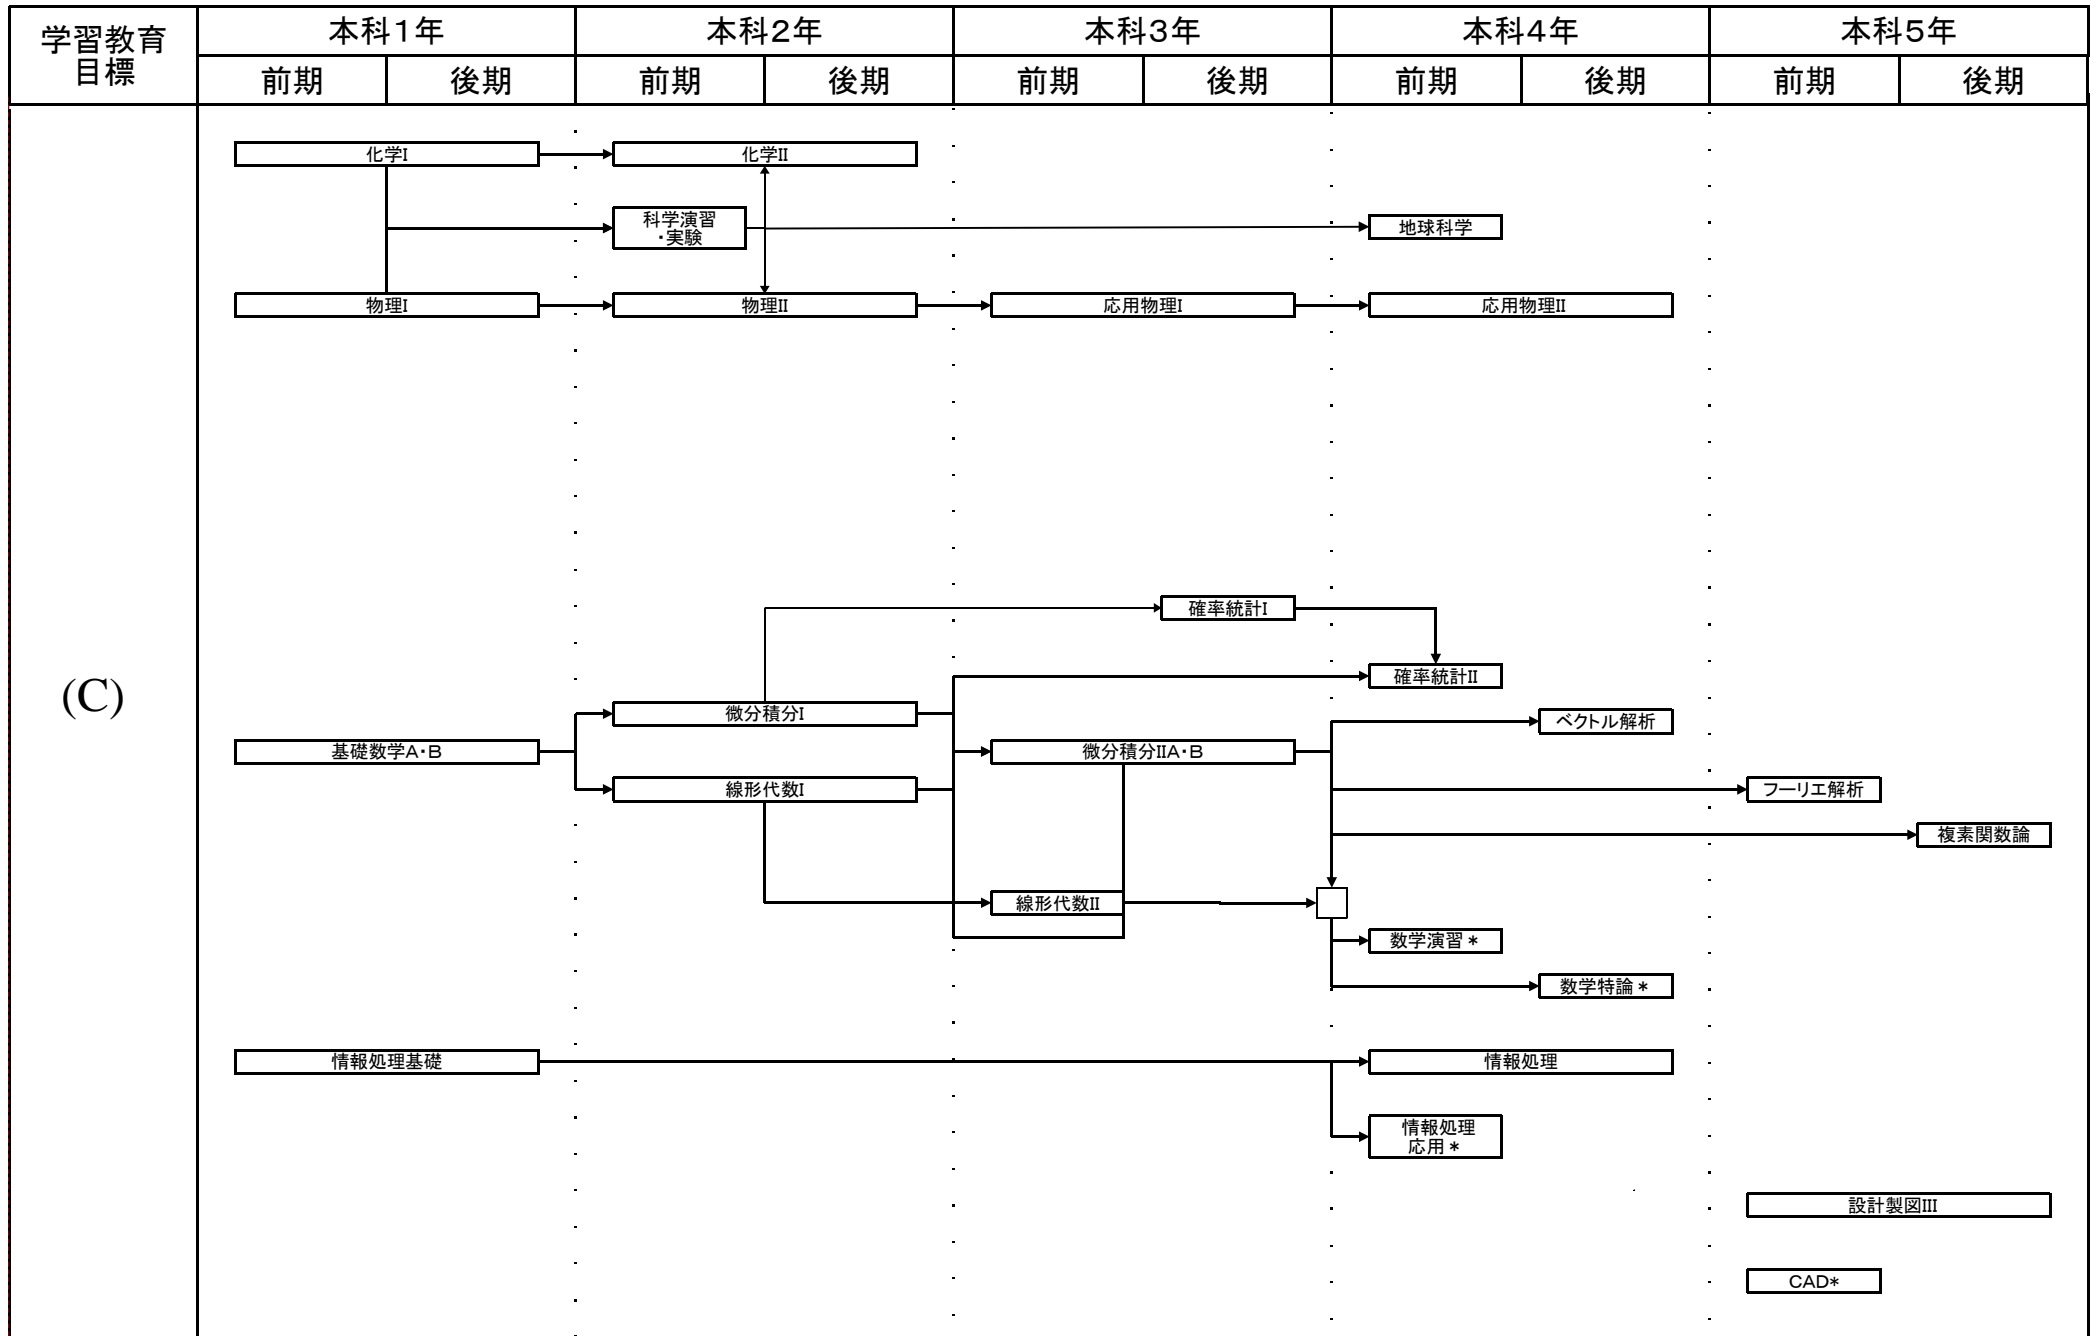 学習教育
目標
本科1年
本科2年
本科3年
本科4年
本科5年
前期
後期
前期
後期
前期
後期
前期
後期
前期
後期
化学I
化学II
科学演習
・実験
地球科学
物理I
物理II
応用物理I
応用物理II
確率統計I
確率統計II
(C)
微分積分I
ベクトル解析
基礎数学A・B
微分積分IIA・B
線形代数I
フーリエ解析
複素関数論
線形代数II
数学演習＊
数学特論＊
情報処理基礎
情報処理
情報処理
応用＊
設計製図III
CAD*